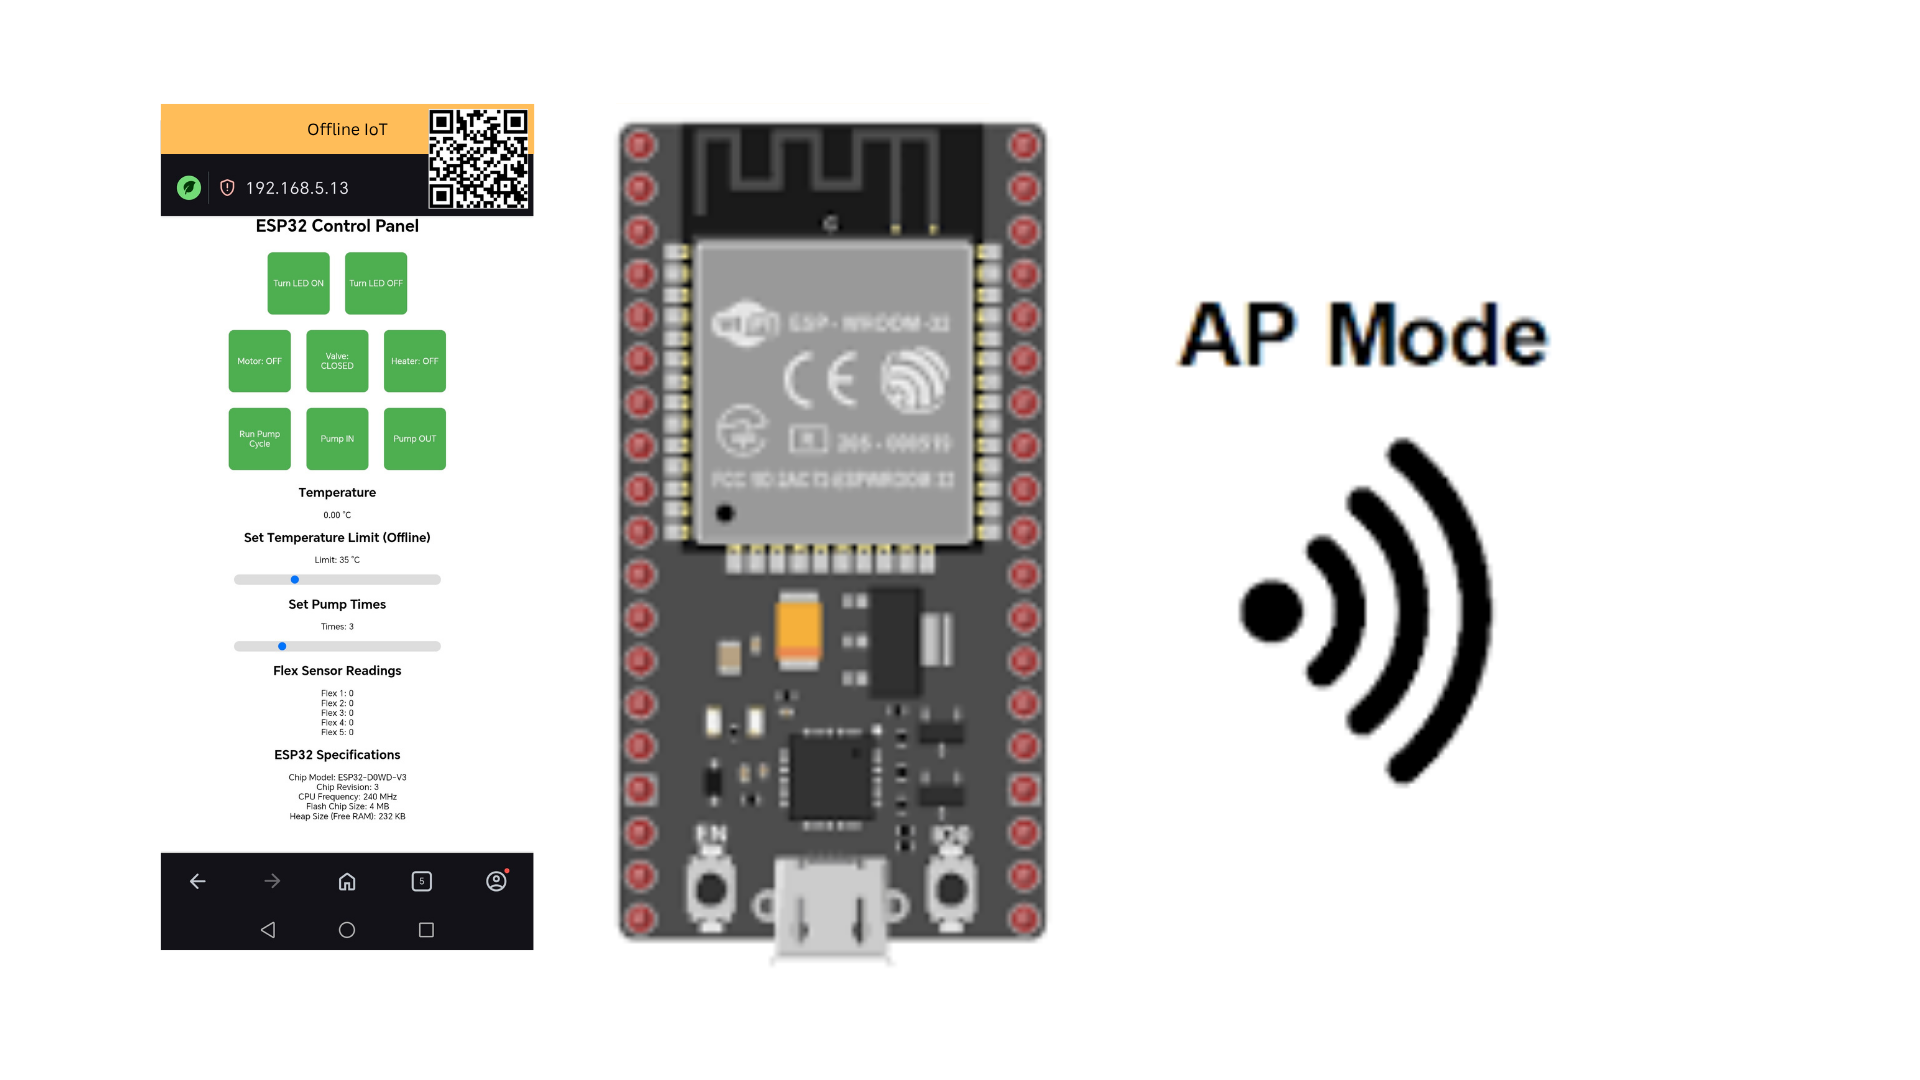 Offline IoT
192.168.5.13
ESP32 Control Panel
Turn LED ON
Turn LED OFF
Motor: OFF
Valve:
CLOSED
Heater: OFF
Run Pump
Cycle
Pump IN
Pump OUT
Temperature
0.00 °C
Set Temperature Limit (Offline)
Limit: 35 °C
Set Pump Times
Times: 3
Flex Sensor Readings
Flex 1: 0
Flex 2: 0
Flex 3: 0
Flex 4: 0
Flex 5: 0
ESP32 Specifications
Chip Model: ESP32-D0WD-V3
Chip Revision: 3
CPU Frequency: 240 MHz
Flash Chip Size: 4 MB
Heap Size (Free RAM): 232 KB
5
WiFi ESP-WROOM-32
CE
R
EN
IO0
AP Mode